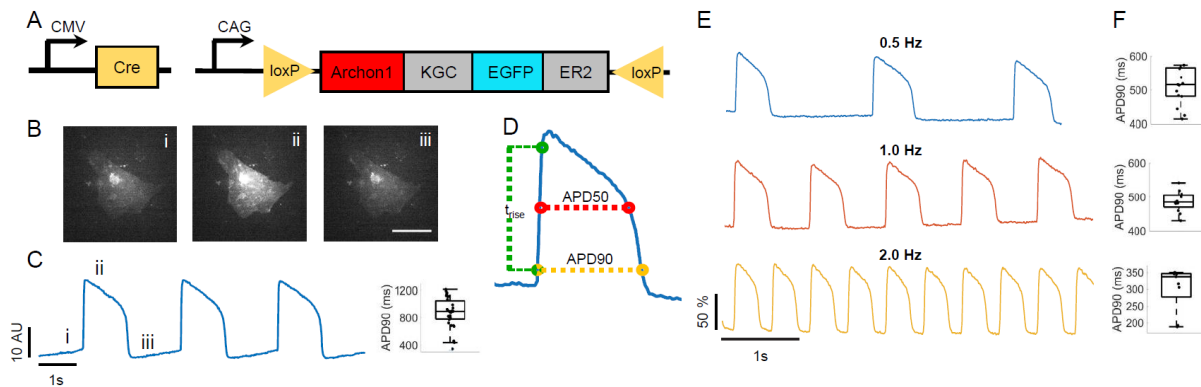 A
CMV
Cre
CAG
loxP
Archon1
KGC
EGFP
ER2
loxP
B
i
ii
iii
C
ii
i
iii
10 AU
1s
APD90 (ms)
1200
800
400
D
t rise
APD50
APD90
E
0.5 Hz
1.0 Hz
2.0 Hz
50 %
1s
F
APD90 (ms)
600
500
400
APD90 (ms)
600
500
400
APD90 (ms)
350
300
250
200